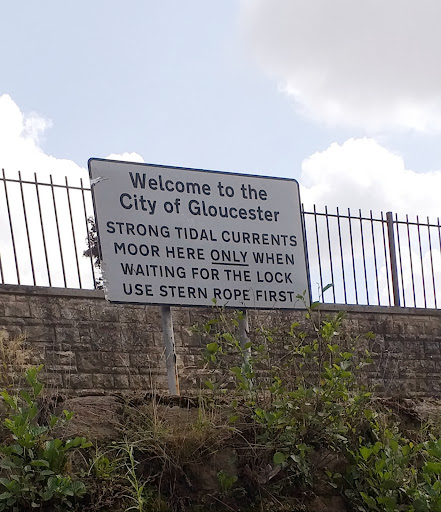 Welcome to the
City of Gloucester
STRONG TIDAL CURRENTS
MOOR HERE ONLY WHEN
WAITING FOR THE LOCK
USE STERN ROPE FIRST